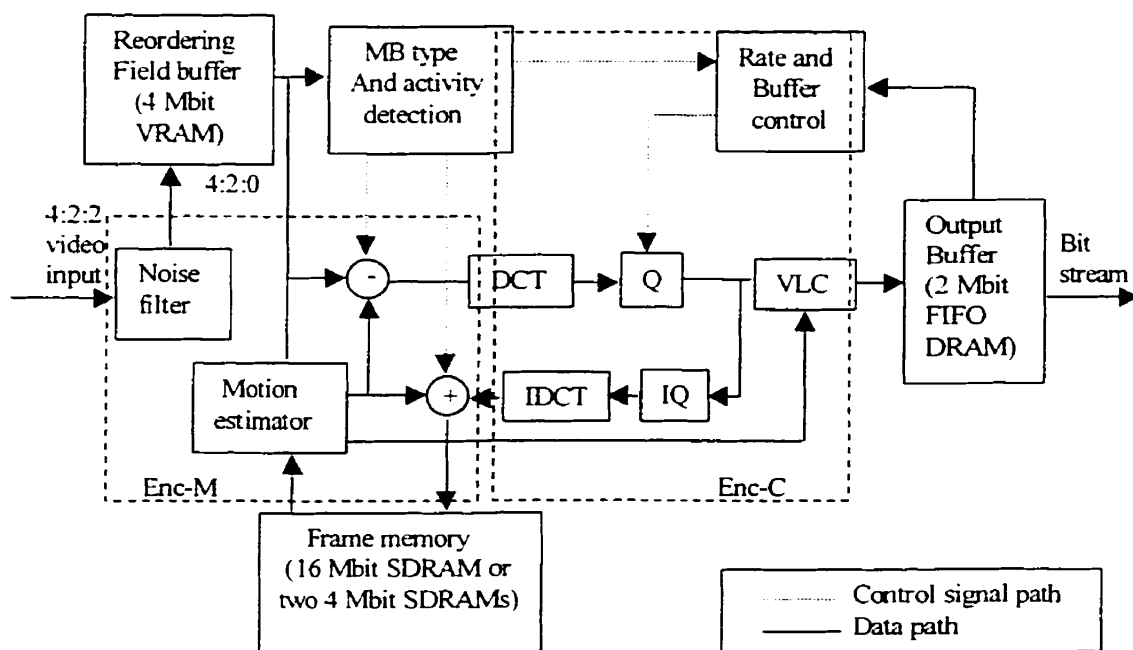 Reordering
Field buffer
(4 Mbit
VRAM)
MB type
And activity
detection
Rate and
Buffer
control
4:2:0
4:2:2
video
input
Noise
filter
-
DCT
Q
VLC
Output
Buffer
(2 Mbit
FIFO
DRAM)
Bit
stream
Motion
estimator
+
IDCT
IQ
Enc-M
Enc-C
Frame memory
(16 Mbit SDRAM or
two 4 Mbit SDRAMs)
Control signal path
Data path